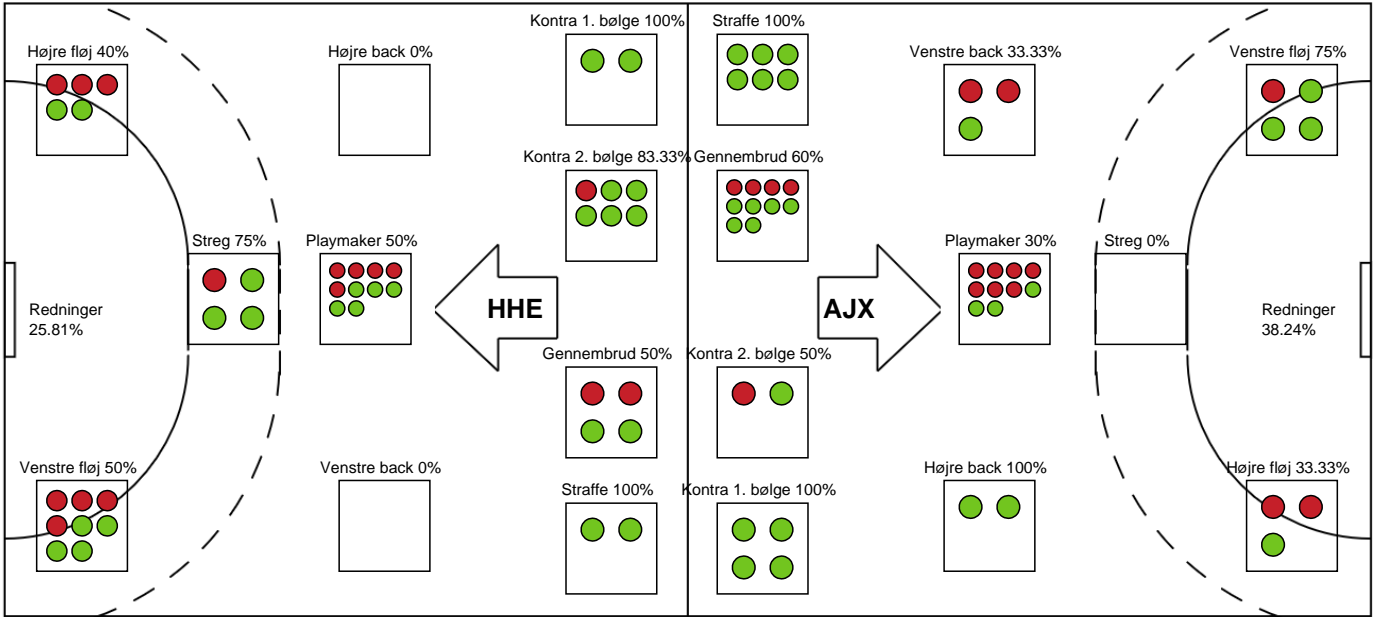 Kontra 1. bølge 100%
Straffe 100%
Højre fløj 40%
Højre back 0%
Venstre back 33.33%
Venstre fløj 75%
Kontra 2. bølge 83.33%
Gennembrud 60%
Streg 75%
Playmaker 50%
Playmaker 30%
Streg 0%
Redninger
25.81%
HHE
AJX
Redninger
38.24%
Gennembrud 50%
Kontra 2. bølge 50%
Venstre fløj 50%
Venstre back 0%
Straffe 100%
Kontra 1. bølge 100%
Højre back 100%
Højre fløj 33.33%